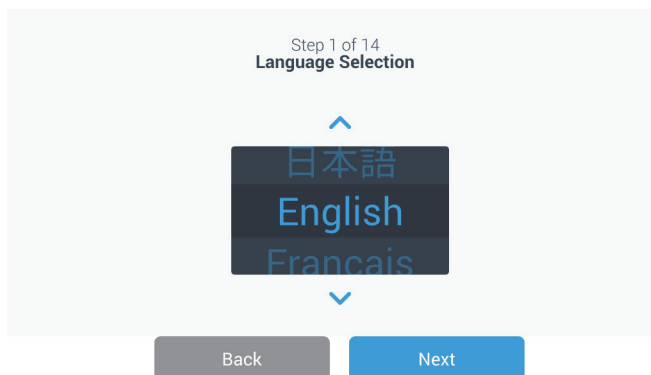 Step 1 of 14
Language Selection
日本語
English
Francais
Back
Next